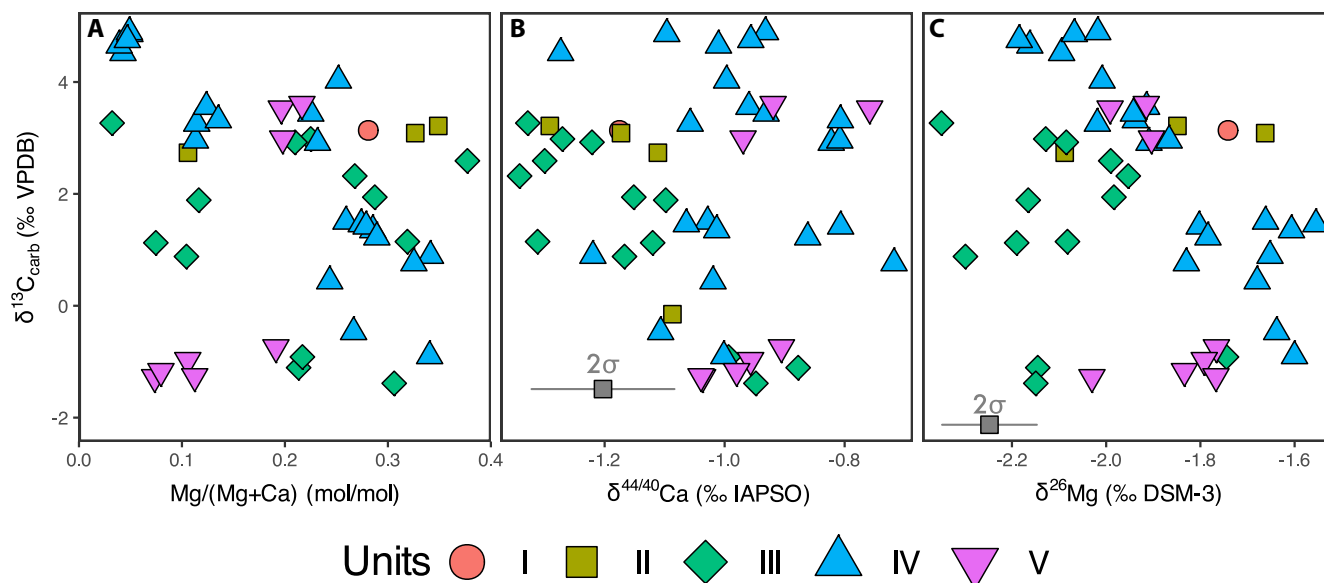 A
B
C
δ¹³C_carb (‰ VPDB)
4
2
0
-2
2σ
2σ
0.0 0.1 0.2 0.3 0.4
-1.2 -1.0 -0.8
-2.2 -2.0 -1.8 -1.6
Mg/(Mg+Ca) (mol/mol)
δ⁴⁴/⁴⁰Ca (‰ IAPSO)
δ²⁶Mg (‰ DSM-3)
Units I II III IV V